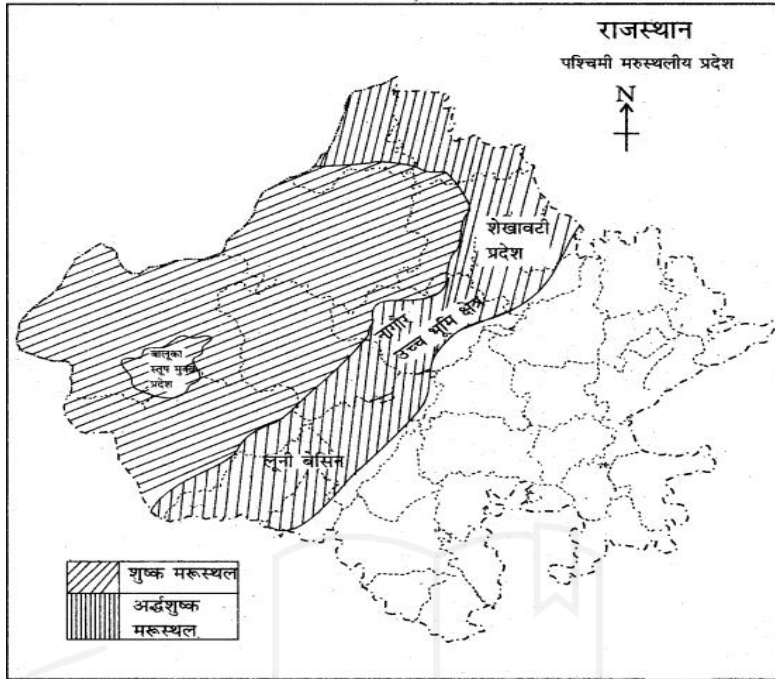 राजस्थान
पश्चिमी मरुस्थलीय प्रदेश
N
शेखावटी
प्रदेश
नागौर
उच्च भूमि क्षेत्र
बालूका
स्तूप मुक्त
प्रदेश
लूनी बेसिन
शुष्क मरूस्थल
अर्द्धशुष्क
मरूस्थल